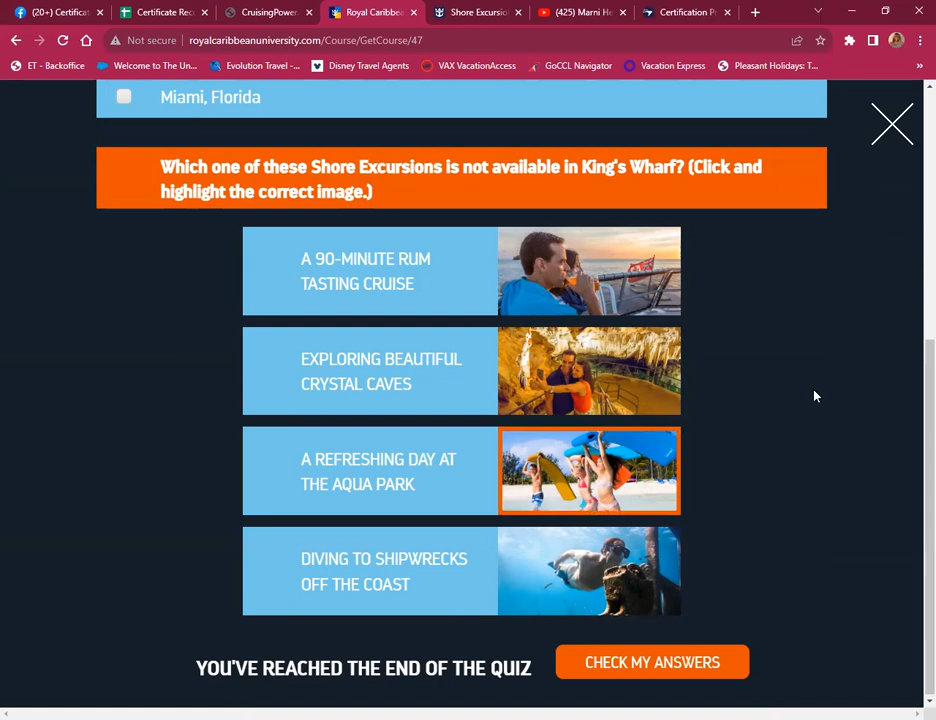 (20+) Certificat
Certificate Rec
CruisingPower
Royal Caribbea
Shore Excursio
(425) Marni He
Certification Pr
Not secure
royalcaribbeanuniversity.com/Course/GetCourse/47
ET - Backoffice
Welcome to The Un...
Evolution Travel -...
Disney Travel Agents
VAX VacationAccess
GoCCL Navigator
Vacation Express
Pleasant Holidays: T...
»
Miami, Florida
Which one of these Shore Excursions is not available in King's Wharf? (Click and
highlight the correct image.)
A 90-MINUTE RUM
TASTING CRUISE
EXPLORING BEAUTIFUL
CRYSTAL CAVES
A REFRESHING DAY AT
THE AQUA PARK
DIVING TO SHIPWRECKS
OFF THE COAST
YOU'VE REACHED THE END OF THE QUIZ
CHECK MY ANSWERS